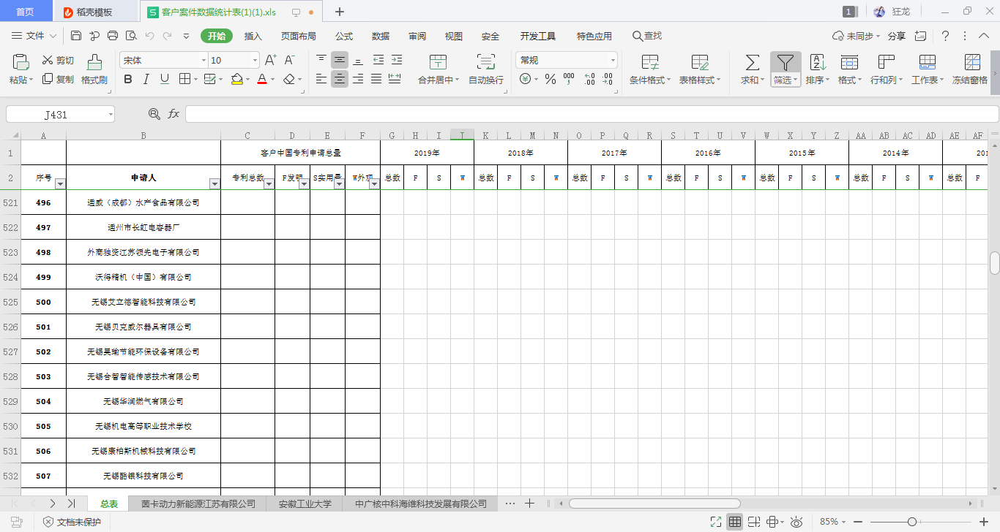 首页 稻壳模板 客户案件数据统计表(1)(1).xls 1 狂龙
文件 开始 插入 页面布局 公式 数据 审阅 视图 安全 开发工具 特色应用 查找 未同步 分享
粘贴 剪切 复制 格式刷 宋体 10 合并居中 自动换行 常规 条件格式 表格样式 求和 筛选 排序 格式 行和列 工作表 冻结窗格
J431 fx
A B C D E F G H I J K L M N O P Q R S T U V W X Y Z AA AB AC AD AE AF
1 客户中国专利申请总量 2019年 2018年 2017年 2016年 2015年 2014年 201
2 序号 申请人 专利总数 F发明 S实用量 W外观 总数 F S W 总数 F S W 总数 F S W 总数 F S W 总数 F S W 总数 F S W 总数 F
521 496 通威（成都）水产食品有限公司
522 497 通州市长虹电容器厂
523 498 外商独资江苏领先电子有限公司
524 499 沃得精机（中国）有限公司
525 500 无锡艾立德智能科技有限公司
526 501 无锡贝克威尔器具有限公司
527 502 无锡昊瑜节能环保设备有限公司
528 503 无锡合智智能传感技术有限公司
529 504 无锡华润燃气有限公司
530 505 无锡机电高等职业技术学校
531 506 无锡康柏斯机械科技有限公司
532 507 无锡酷银科技有限公司
总表 茵卡动力新能源江苏有限公司 安徽工业大学 中广核中科海维科技发展有限公司 ···
文档未保护 85%